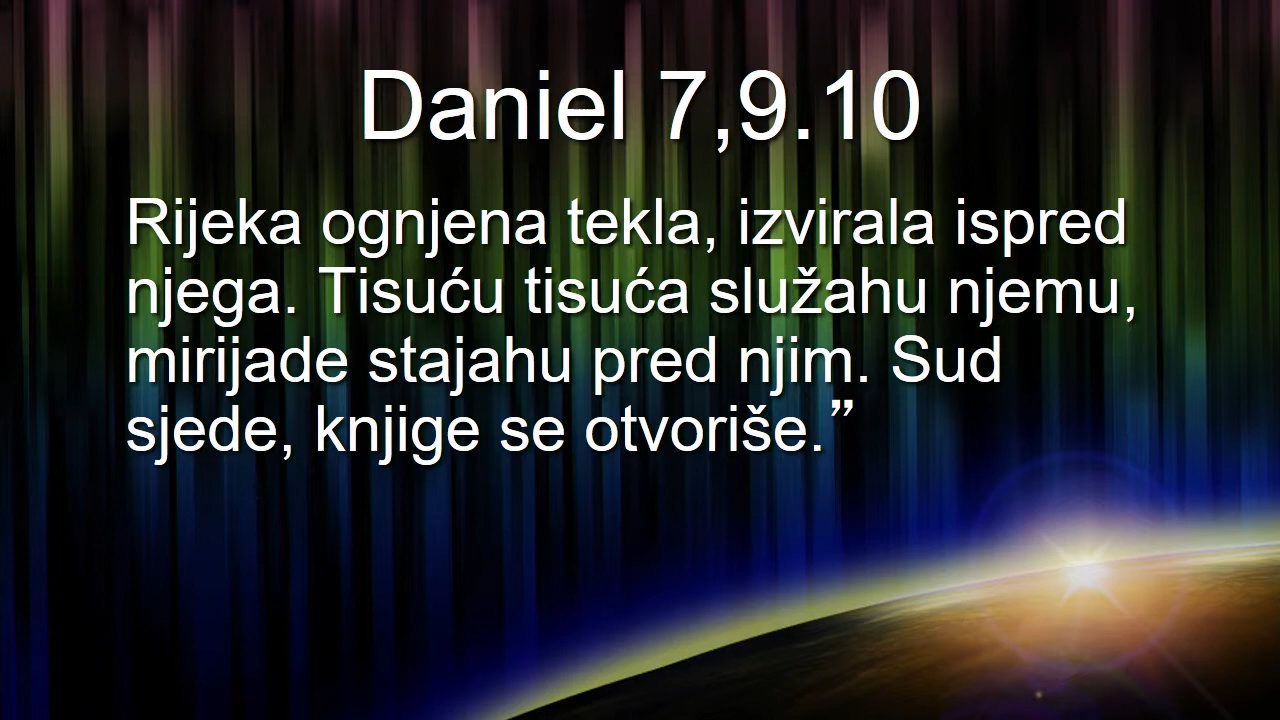 Daniel 7,9.10
Rijeka ognjena tekla, izvirala ispred
njega. Tisuću tisuća služahu njemu,
mirijade stajahu pred njim. Sud
sjede, knjige se otvoriše.”